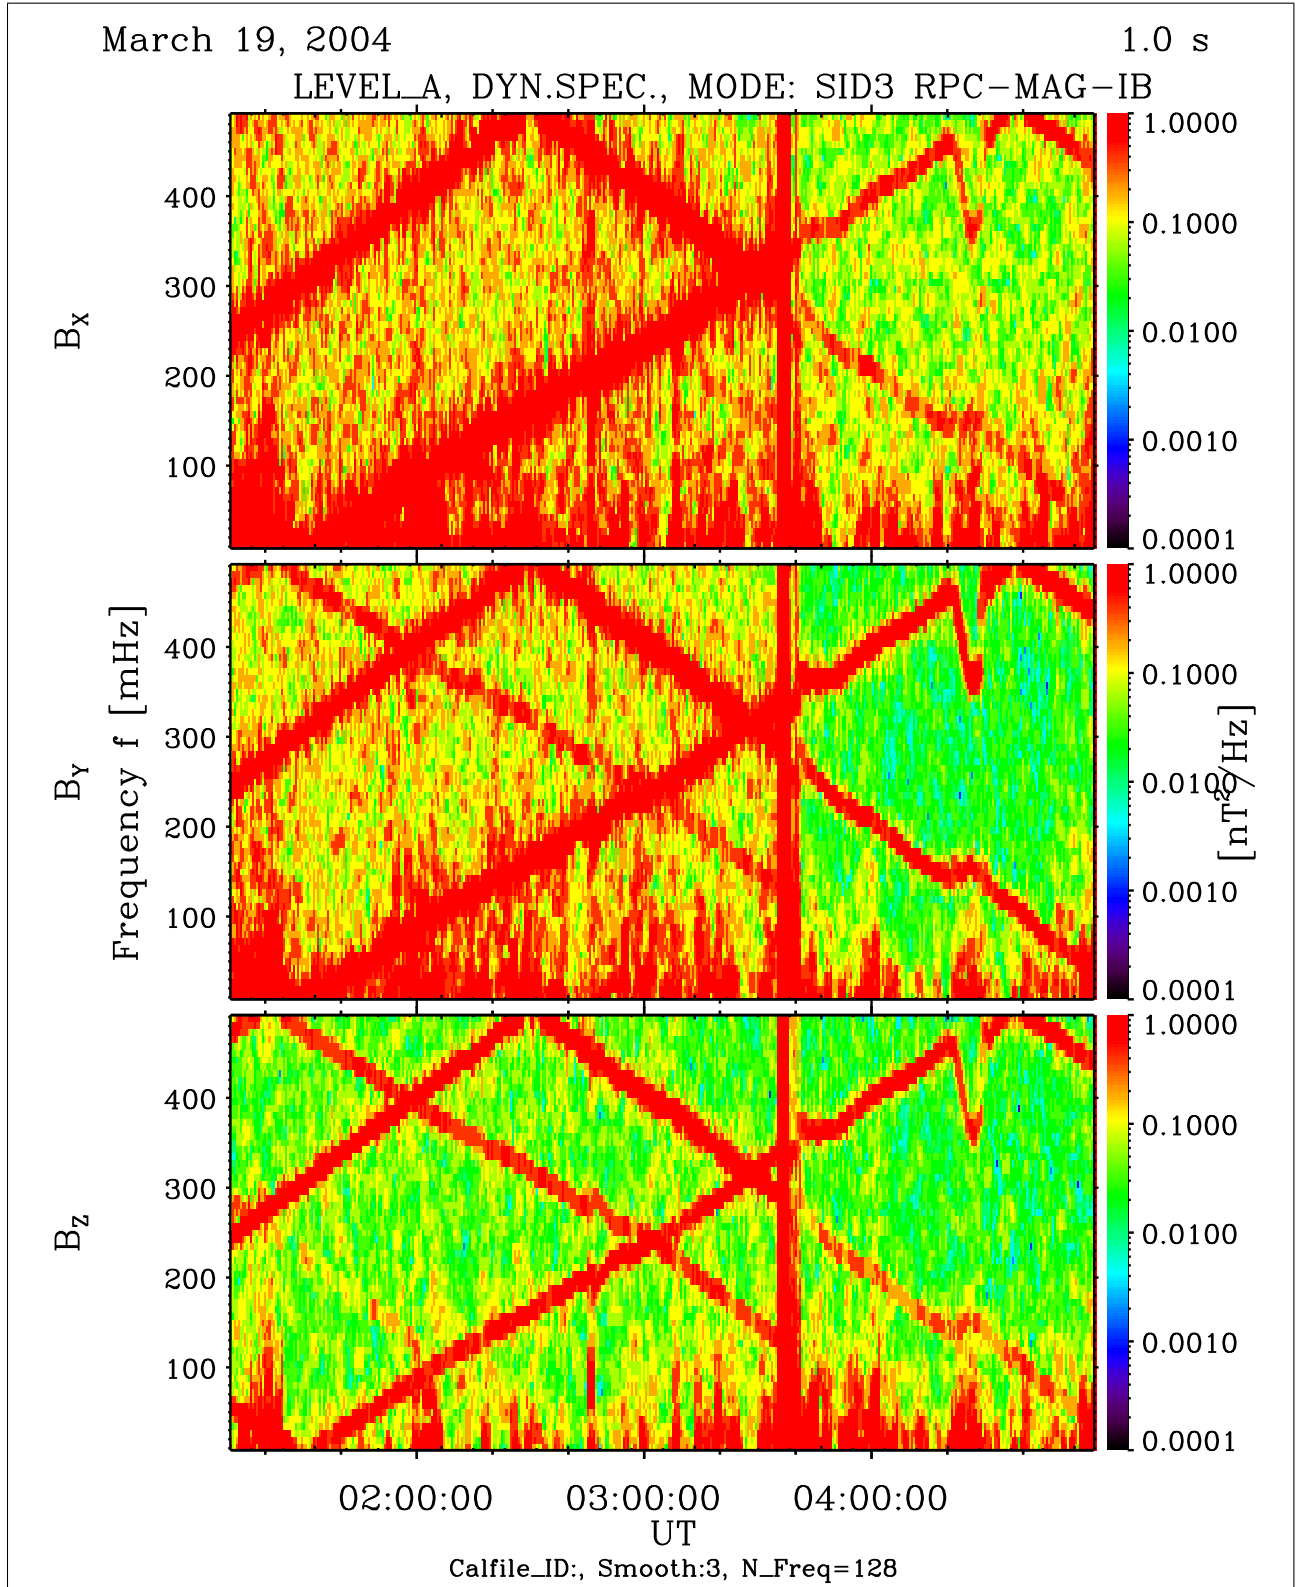 March 19, 2004 1.0 s
LEVEL_A, DYN.SPEC., MODE: SID3 RPC-MAG-IB
BX
400
300
200
100
1.0000
0.1000
0.0100
0.0010
0.0001
BY
Frequency f [mHz]
400
300
200
100
1.0000
0.1000
0.0100
0.0010
0.0001
[nT²/Hz]
BZ
400
300
200
100
1.0000
0.1000
0.0100
0.0010
0.0001
02:00:00 03:00:00 04:00:00
UT
Calfile_ID:, Smooth:3, N_Freq=128